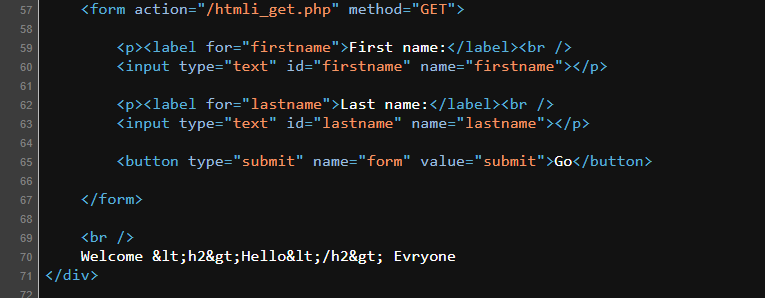 57 <form action="/htmli_get.php" method="GET">
58
59 <p><label for="firstname">First name:</label><br />
60 <input type="text" id="firstname" name="firstname"></p>
61
62 <p><label for="lastname">Last name:</label><br />
63 <input type="text" id="lastname" name="lastname"></p>
64
65 <button type="submit" name="form" value="submit">Go</button>
66
67 </form>
68
69 <br />
70 Welcome &lt;h2&gt;Hello&lt;/h2&gt; Evryone
71 </div>
72